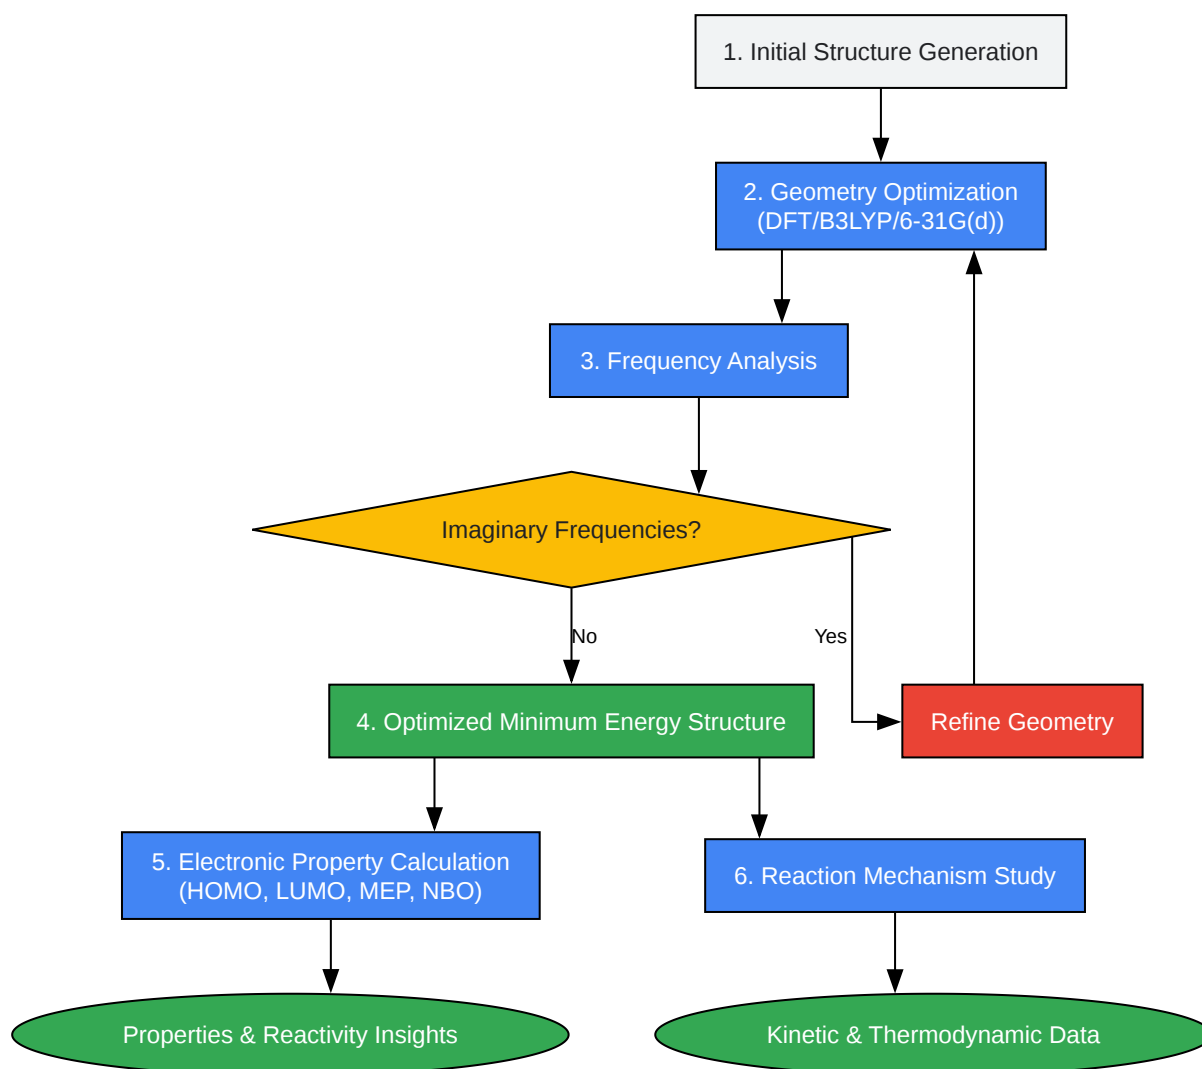 1. Initial Structure Generation
2. Geometry Optimization
(DFT/B3LYP/6-31G(d))
3. Frequency Analysis
Imaginary Frequencies?
No
Yes
4. Optimized Minimum Energy Structure
Refine Geometry
5. Electronic Property Calculation
(HOMO, LUMO, MEP, NBO)
6. Reaction Mechanism Study
Properties & Reactivity Insights
Kinetic & Thermodynamic Data